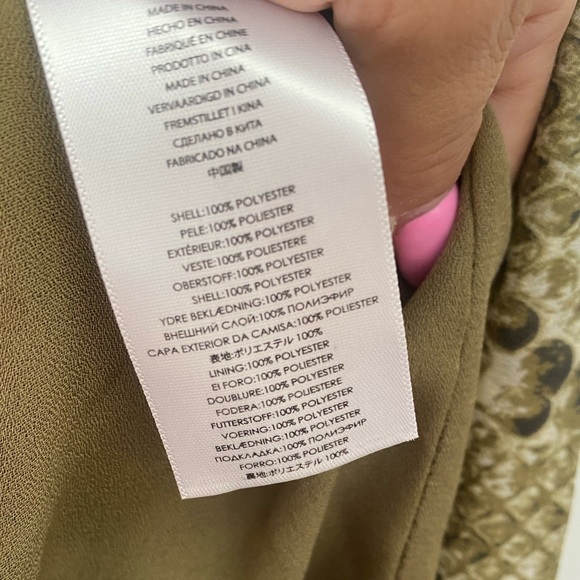 MADE IN CHINA
HECHO EN CHINA
FABRIQUÉ EN CHINE
PRODOTTO IN CINA
MADE IN CHINA
VERVAARDIGD IN CHINA
FREMSTILLET I KINA
СДЕЛАНО В КИТА
FABRICADO NA CHINA
中国製
SHELL:100% POLYESTER
PELE:100% POLIESTER
EXTÉRIEUR:100% POLYESTER
VESTE:100% POLIESTERE
OBERSTOFF:100% POLYESTER
SHELL:100% POLYESTER
YDRE BEKLÆDNING:100% POLYESTER
ВНЕШНИЙ СЛОЙ:100% ПОЛИЭФИР
CAPA EXTERIOR DA CAMISA:100% POLIÉSTER
表地:ポリエステル 100%
LINING:100% POLYESTER
EI FORO:100% POLIESTER
DOUBLURE:100% POLYESTER
FODERA:100% POLIESTERE
FUTTERSTOFF:100% POLYESTER
VOERING:100% POLYESTER
BEKLÆDNING:100% POLYESTER
ПОДКЛАДКА:100% ПОЛИЭФИР
FORRO:100% POLIÉSTER
裏地:ポリエステル 100%